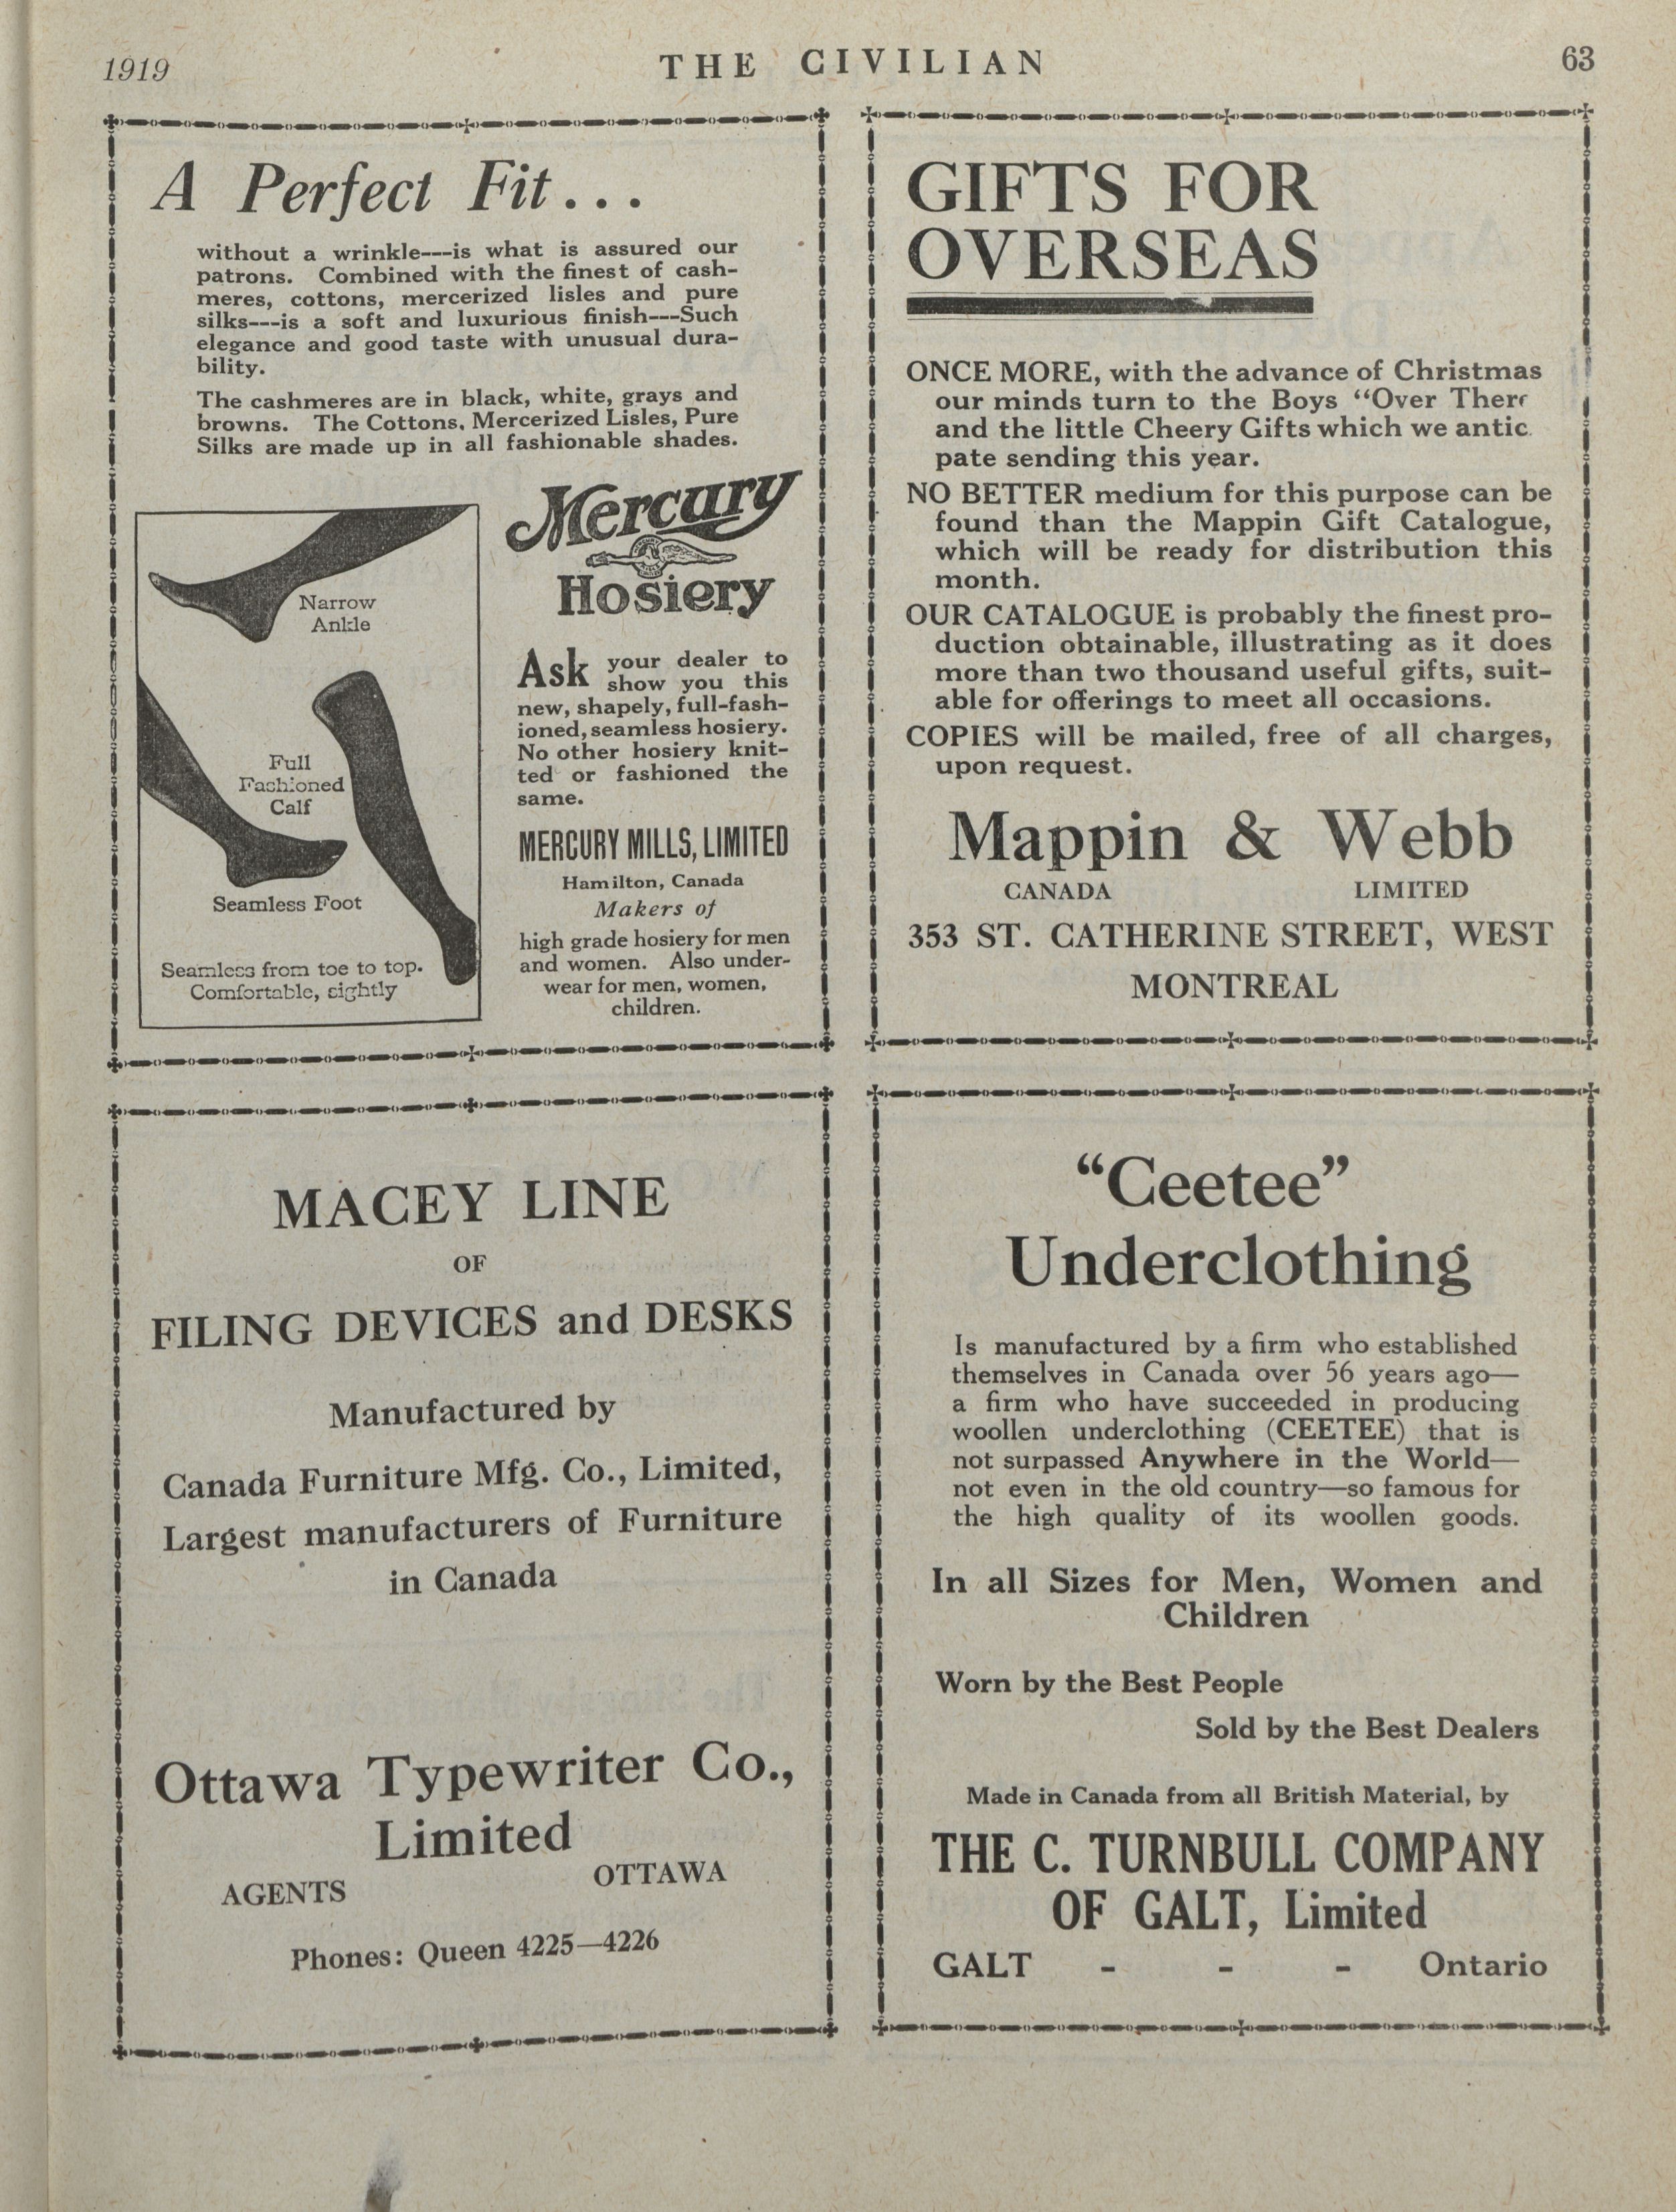 1919
THE CIVILIAN
63
A Perfect Fit...
without a wrinkle---is what is assured our
patrons. Combined with the finest of cash-
meres, cottons, mercerized lisles and pure
silks---is a soft and luxurious finish---Such
elegance and good taste with unusual dura-
bility.
The cashmeres are in black, white, grays and
browns. The Cottons, Mercerized Lisles, Pure
Silks are made up in all fashionable shades.
Narrow
Ankle
Full
Fashioned
Calf
Seamless Foot
Seamless from toe to top.
Comfortable, sightly
Mercury
Hosiery
Ask your dealer to
show you this
new, shapely, full-fash-
ioned, seamless hosiery.
No other hosiery knit-
ted or fashioned the
same.
MERCURY MILLS, LIMITED
Hamilton, Canada
Makers of
high grade hosiery for men
and women. Also under-
wear for men, women,
children.
GIFTS FOR
OVERSEAS
ONCE MORE, with the advance of Christmas
our minds turn to the Boys “Over There
and the little Cheery Gifts which we antic
pate sending this year.
NO BETTER medium for this purpose can be
found than the Mappin Gift Catalogue,
which will be ready for distribution this
month.
OUR CATALOGUE is probably the finest pro-
duction obtainable, illustrating as it does
more than two thousand useful gifts, suit-
able for offerings to meet all occasions.
COPIES will be mailed, free of all charges,
upon request.
Mappin & Webb
CANADA LIMITED
353 ST. CATHERINE STREET, WEST
MONTREAL
MACEY LINE
OF
FILING DEVICES and DESKS
Manufactured by
Canada Furniture Mfg. Co., Limited,
Largest manufacturers of Furniture
in Canada
Ottawa Typewriter Co.,
Limited
AGENTS OTTAWA
Phones: Queen 4225—4226
“Ceetee”
Underclothing
Is manufactured by a firm who established
themselves in Canada over 56 years ago—
a firm who have succeeded in producing
woollen underclothing (CEETEE) that is
not surpassed Anywhere in the World—
not even in the old country—so famous for
the high quality of its woollen goods.
In all Sizes for Men, Women and
Children
Worn by the Best People
Sold by the Best Dealers
Made in Canada from all British Material, by
THE C. TURNBULL COMPANY
OF GALT, Limited
GALT - - - Ontario